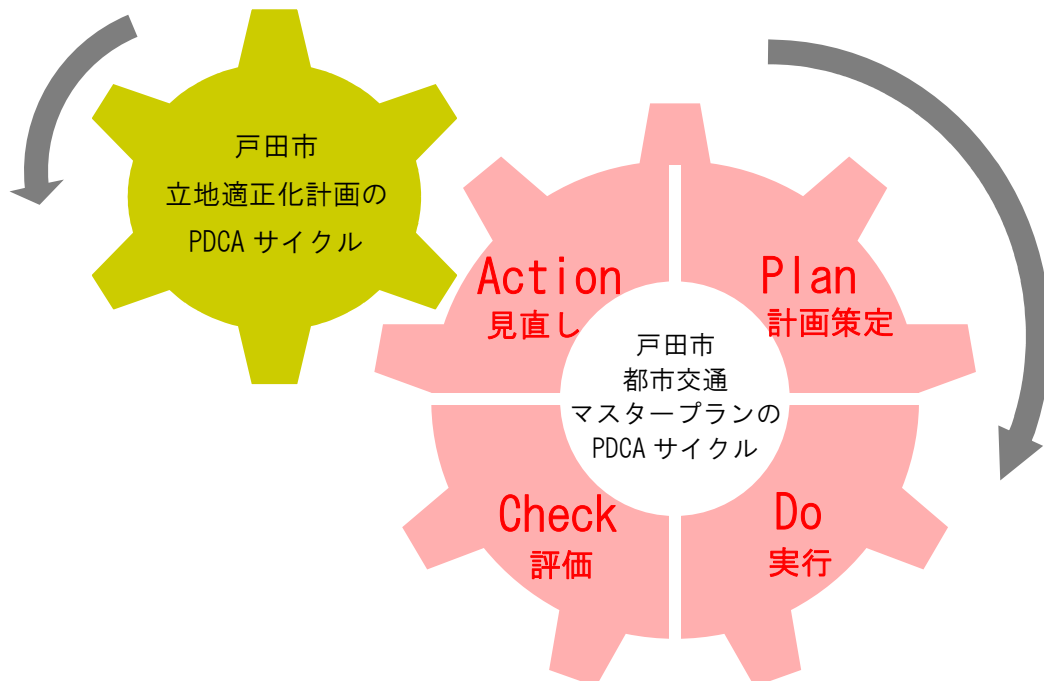 戸田市
立地適正化計画の
PDCA サイクル
Action
見直し
Plan
計画策定
戸田市
都市交通
マスタープランの
PDCA サイクル
Check
評価
Do
実行